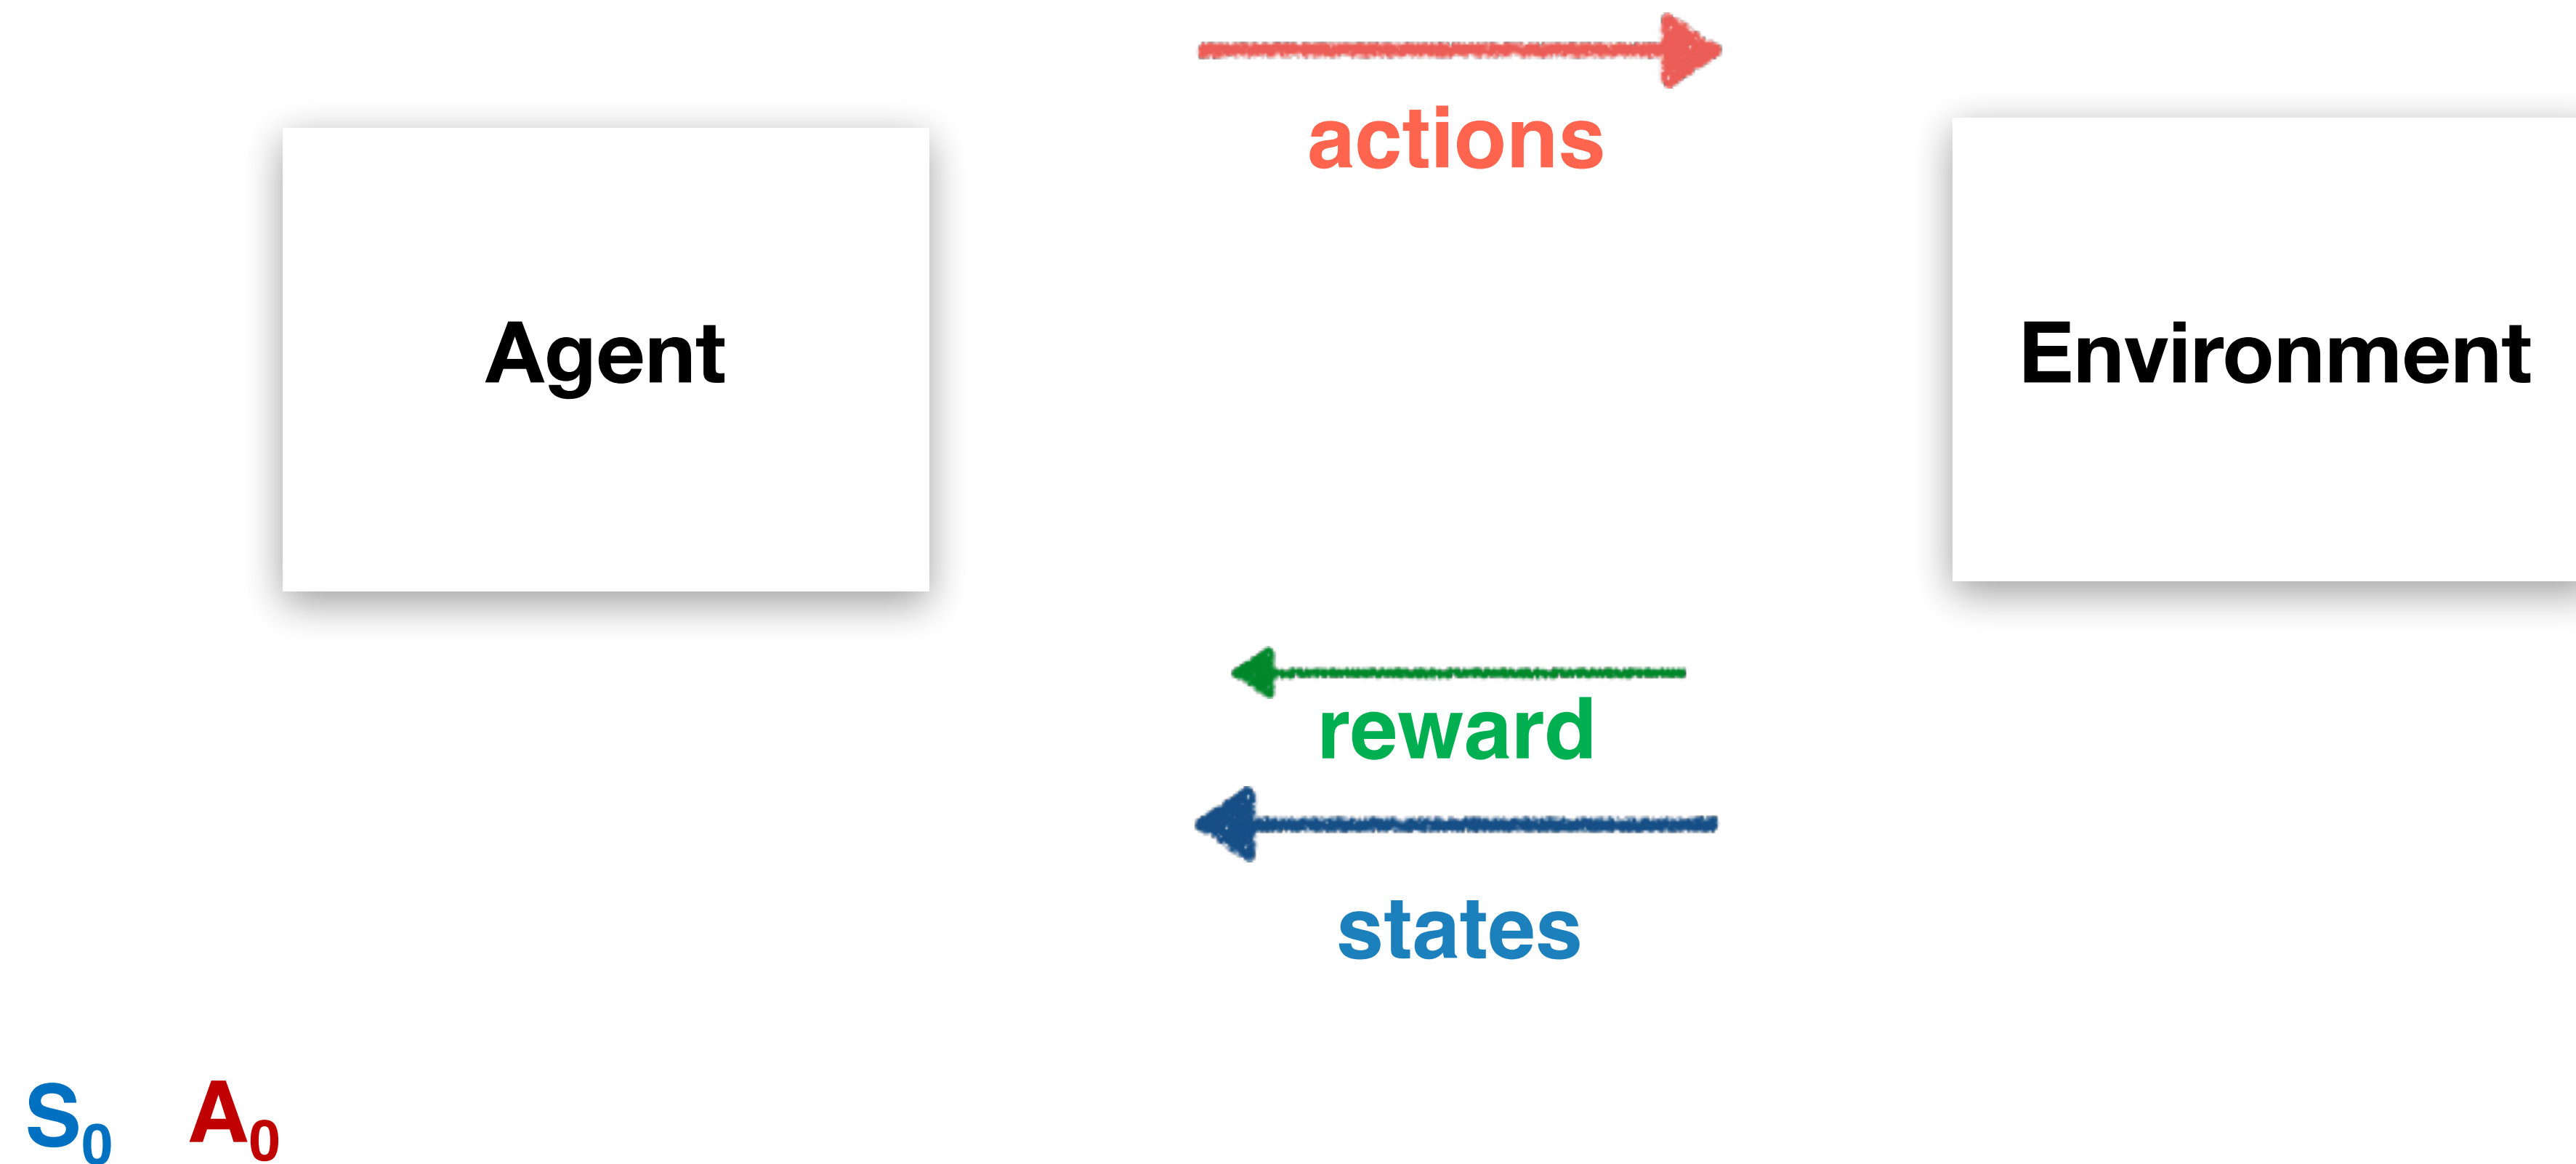 actions
Agent
Environment
reward
states
S₀ A₀